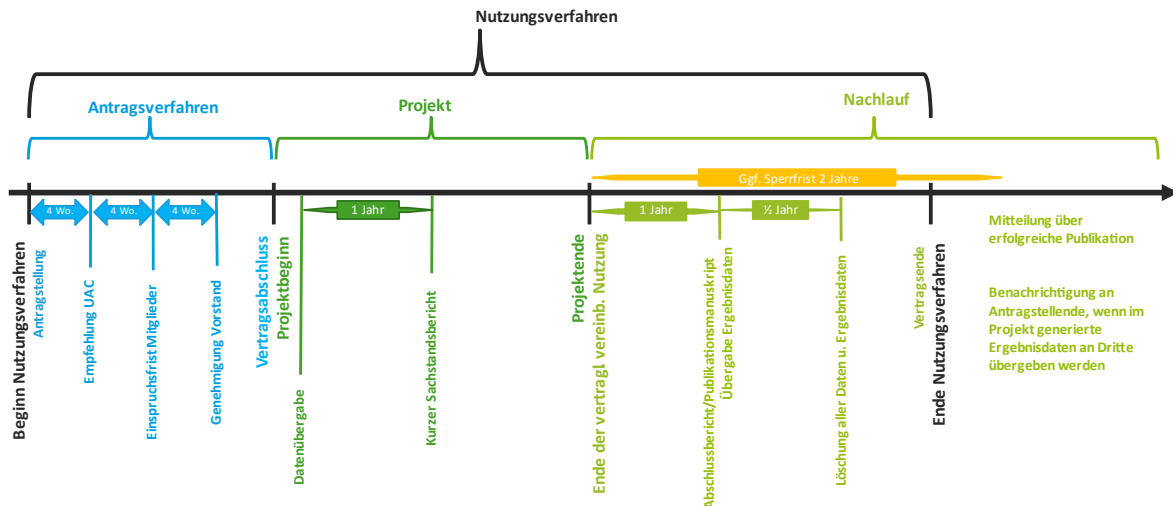 Nutzungsverfahren
Antragsverfahren
Projekt
Nachlauf
Ggf. Sperrfrist 2 Jahre
4 Wo.
4 Wo.
4 Wo.
1 Jahr
1 Jahr
½ Jahr
Beginn Nutzungsverfahren
Antragstellung
Empfehlung UAC
Einspruchsfrist Mitglieder
Genehmigung Vorstand
Vertragsabschluss
Projektbeginn
Datenübergabe
Kurzer Sachstandsbericht
Projektende
Ende der vertragl. vereinb. Nutzung
Abschlussbericht/Publikationsmanuskript
Übergabe Ergebnisdaten
Löschung aller Daten u. Ergebnisdaten
Vertragsende
Ende Nutzungsverfahren
Mitteilung über
erfolgreiche Publikation
Benachrichtigung an
Antragstellende, wenn im
Projekt generierte
Ergebnisdaten an Dritte
übergeben werden